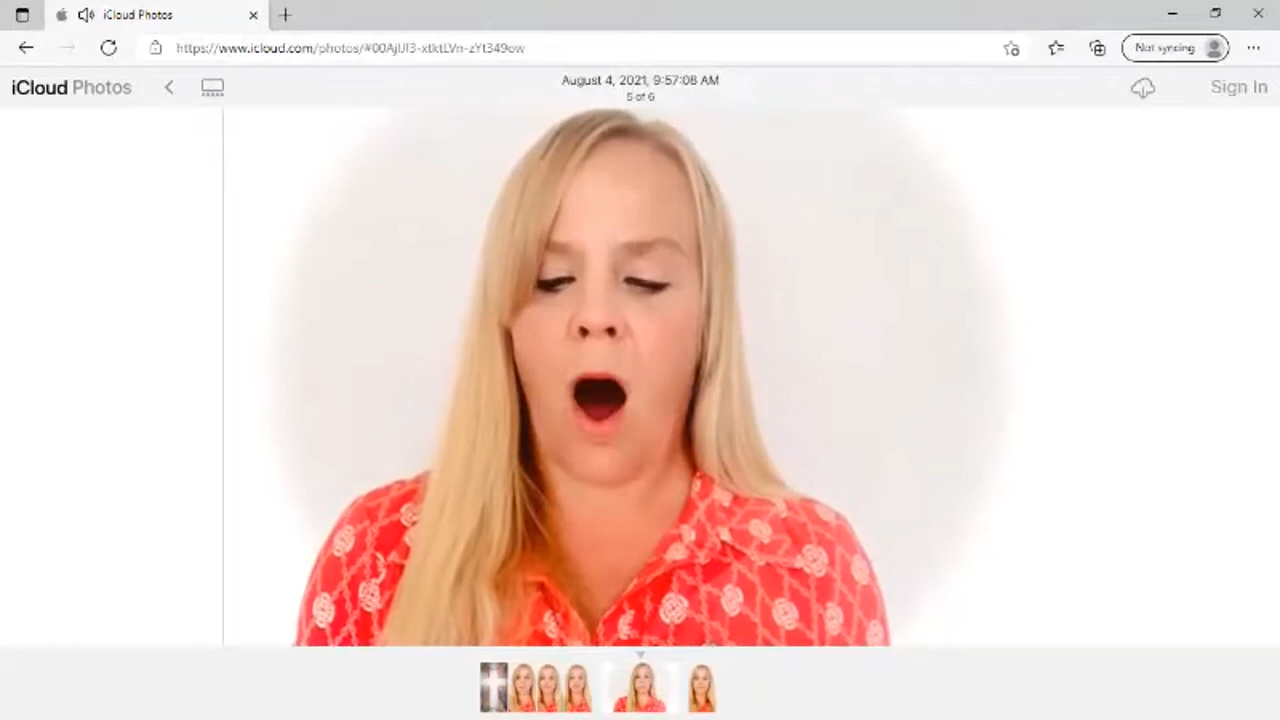 iCloud Photos
https://www.icloud.com/photos/#00AjlJf3-xtktLVn-zYt349ow
Not syncing
iCloud Photos
August 4, 2021, 9:57:08 AM
5 of 6
Sign In